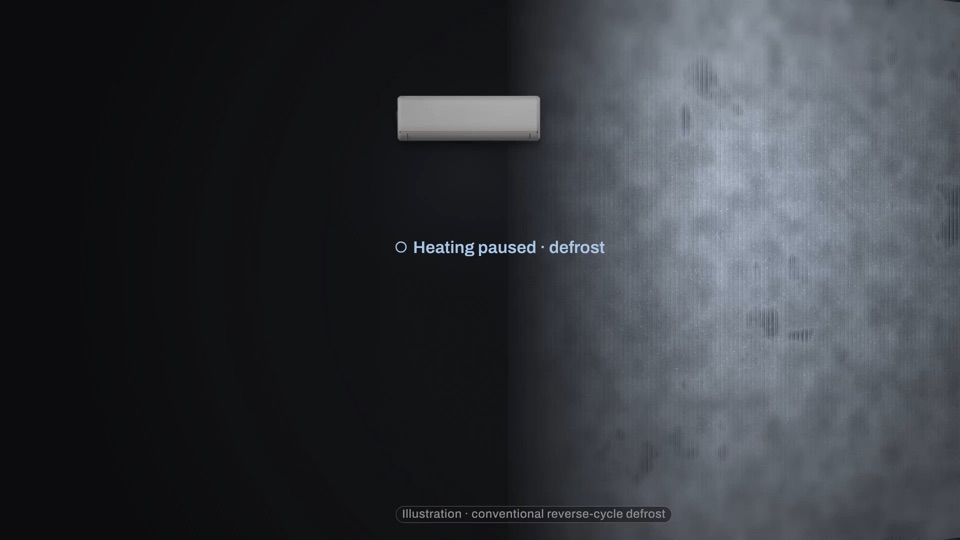 Heating paused · defrost
Illustration · conventional reverse-cycle defrost